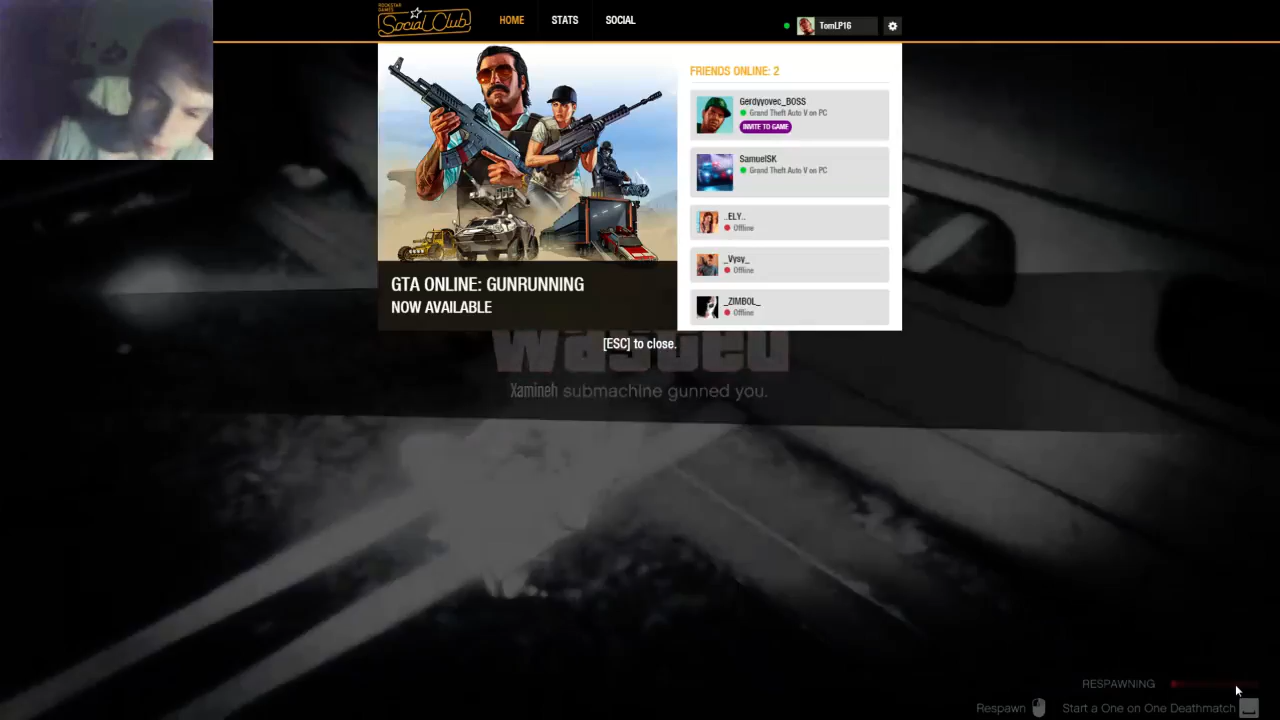 ROCKSTAR
GAMES
Social Club
HOME
STATS
SOCIAL
TomLP16
FRIENDS ONLINE: 2
Gerdyyovec_BOSS
Grand Theft Auto V on PC
INVITE TO GAME
SamuelSK
Grand Theft Auto V on PC
..ELY..
Offline
_Vysy_
Offline
_ZIMBOL_
Offline
GTA ONLINE: GUNRUNNING
NOW AVAILABLE
[ESC] to close.
wasted
Xamineh submachine gunned you.
RESPAWNING
Respawn
Start a One on One Deathmatch